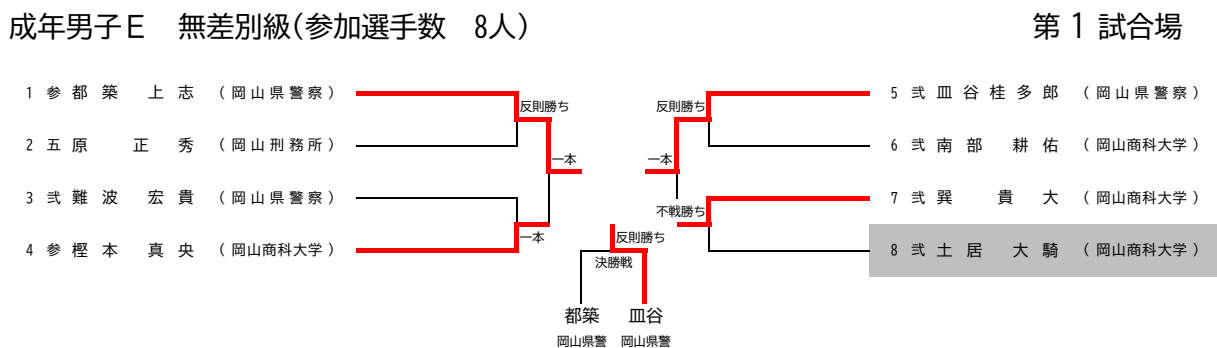 成年男子Ｅ　無差別級(参加選手数　8人)
第１試合場
1 参 都築　上志 (岡山県警察)
反則勝ち
2 五 原　正秀 (岡山刑務所)
一本
3 弐 難波　宏貴 (岡山県警察)
一本
4 参 樫本　真央 (岡山商科大学)
5 弐 皿谷桂多郎 (岡山県警察)
反則勝ち
6 弐 南部　耕佑 (岡山商科大学)
一本
7 弐 巽　貴大 (岡山商科大学)
不戦勝ち
8 弐 土居　大騎 (岡山商科大学)
反則勝ち
決勝戦
都築　皿谷
岡山県警　岡山県警